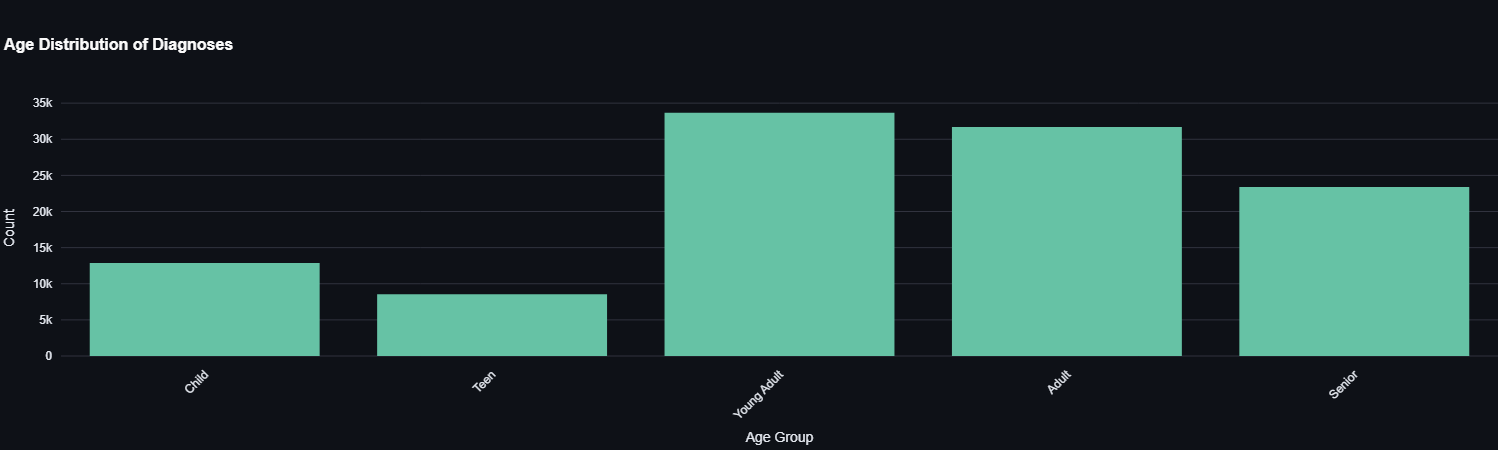 Age Distribution of Diagnoses
35k
30k
25k
20k
15k
10k
5k
0
Count
Child
Teen
Young Adult
Adult
Senior
Age Group